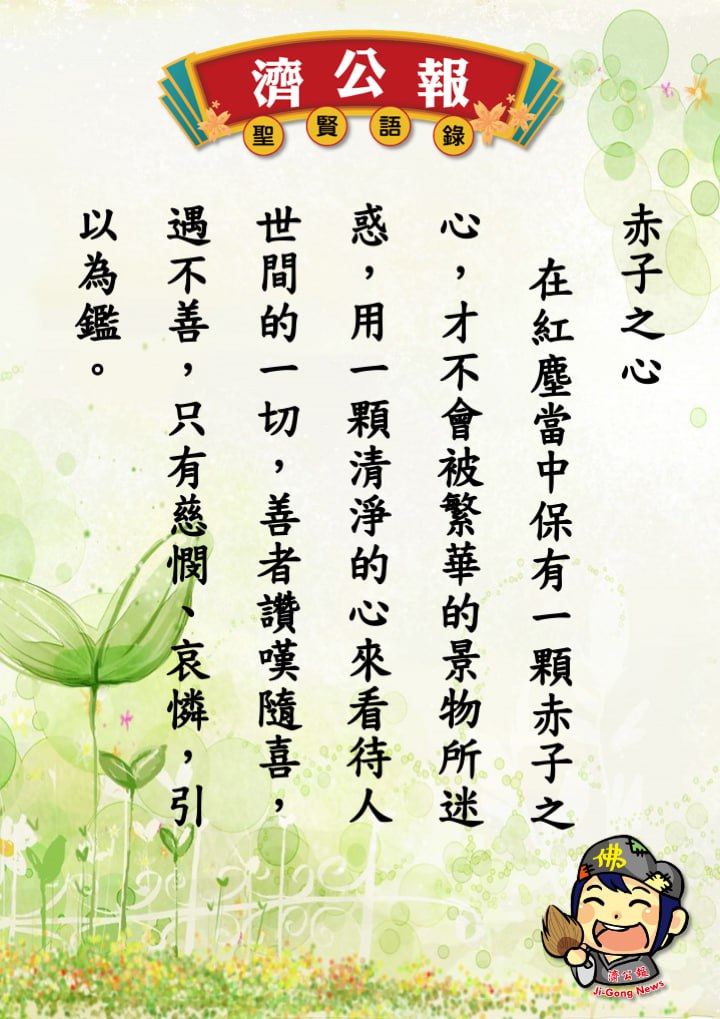 濟公報
聖賢語錄
赤子之心
在紅塵當中保有一顆赤子之
心，才不會被繁華的景物所迷
惑，用一顆清淨的心來看待人
世間的一切，善者讚嘆隨喜，
遇不善，只有慈憫、哀憐，引
以為鑑。
佛
濟公報
Ji-Gong News